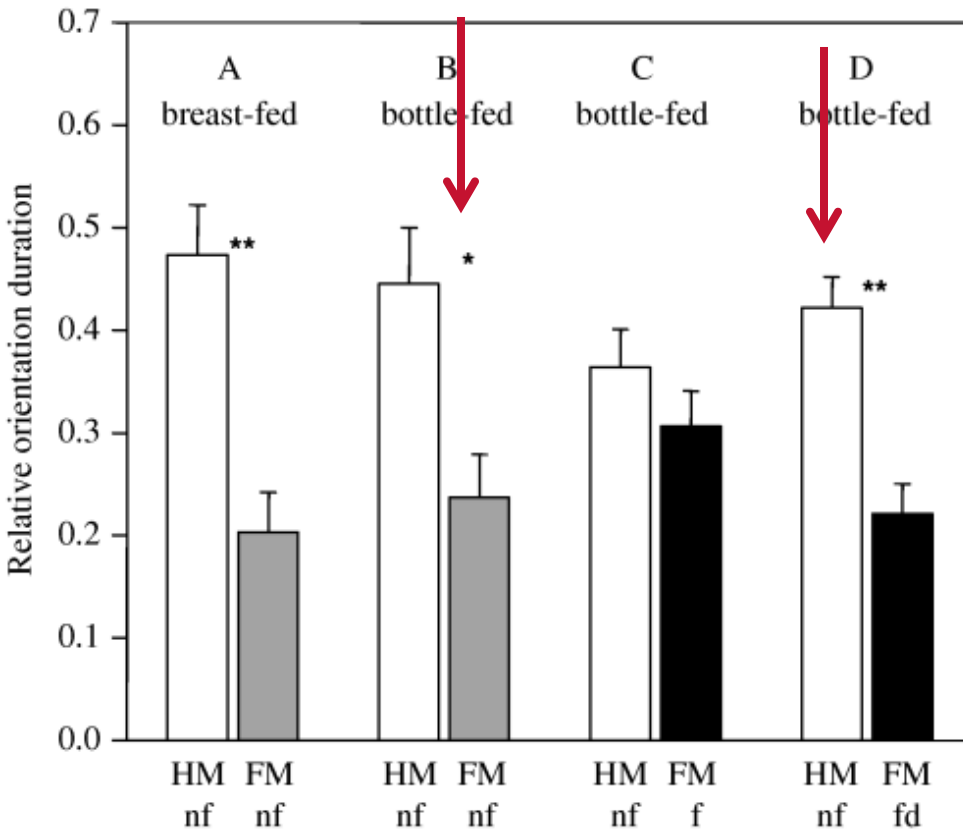 0.7
A B C D
breast-fed bottle-fed bottle-fed bottle-fed
0.6
0.5
** * **
0.4
0.3
0.2
0.1
0.0
Relative orientation duration
HM FM HM FM HM FM HM FM
nf nf nf nf nf f nf fd